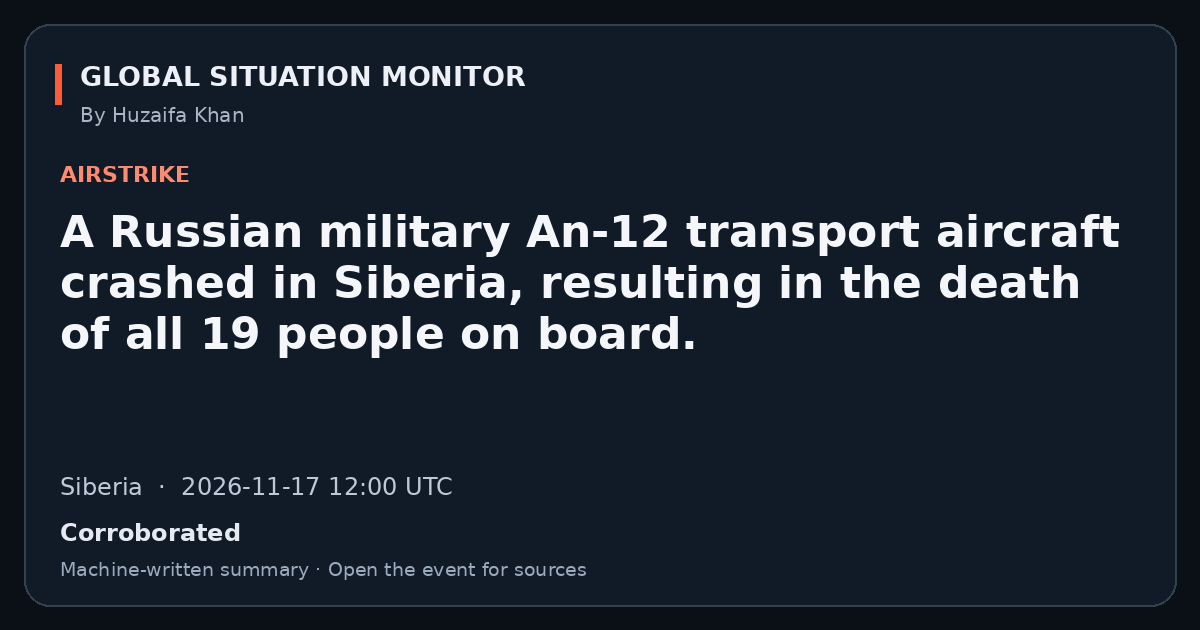 GLOBAL SITUATION MONITOR
By Huzaifa Khan
AIRSTRIKE
A Russian military An-12 transport aircraft
crashed in Siberia, resulting in the death
of all 19 people on board.
Siberia · 2026-11-17 12:00 UTC
Corroborated
Machine-written summary · Open the event for sources